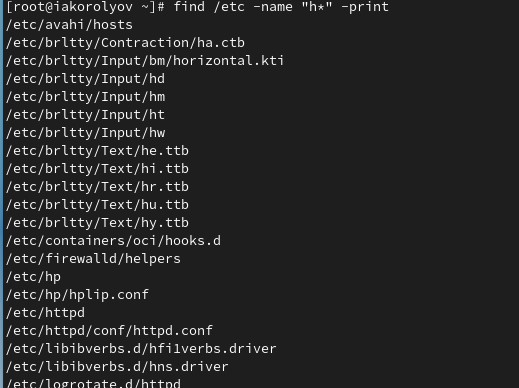 [root@iakorolyov ~]# find /etc -name "h*" -print
/etc/avahi/hosts
/etc/brltty/Contraction/ha.ctb
/etc/brltty/Input/bm/horizontal.kti
/etc/brltty/Input/hd
/etc/brltty/Input/hm
/etc/brltty/Input/ht
/etc/brltty/Input/hw
/etc/brltty/Text/he.ttb
/etc/brltty/Text/hi.ttb
/etc/brltty/Text/hr.ttb
/etc/brltty/Text/hu.ttb
/etc/brltty/Text/hy.ttb
/etc/containers/oci/hooks.d
/etc/firewalld/helpers
/etc/hp
/etc/hp/hplip.conf
/etc/httpd
/etc/httpd/conf/httpd.conf
/etc/libibverbs.d/hfi1verbs.driver
/etc/libibverbs.d/hns.driver
/etc/logrotate.d/httpd